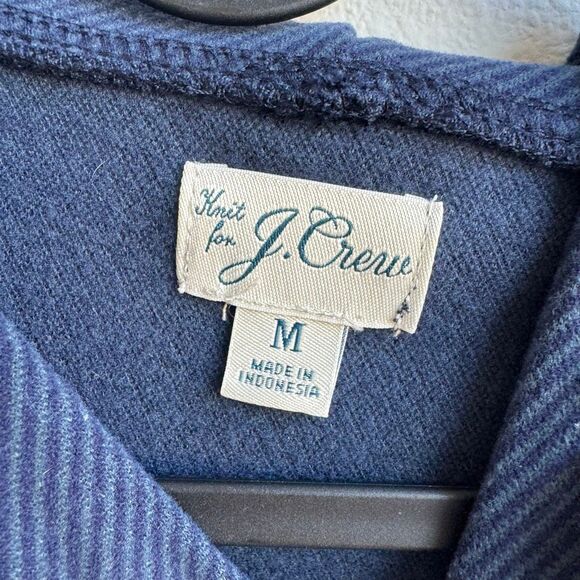 Knit
for J.Crew
M
MADE IN
INDONESIA